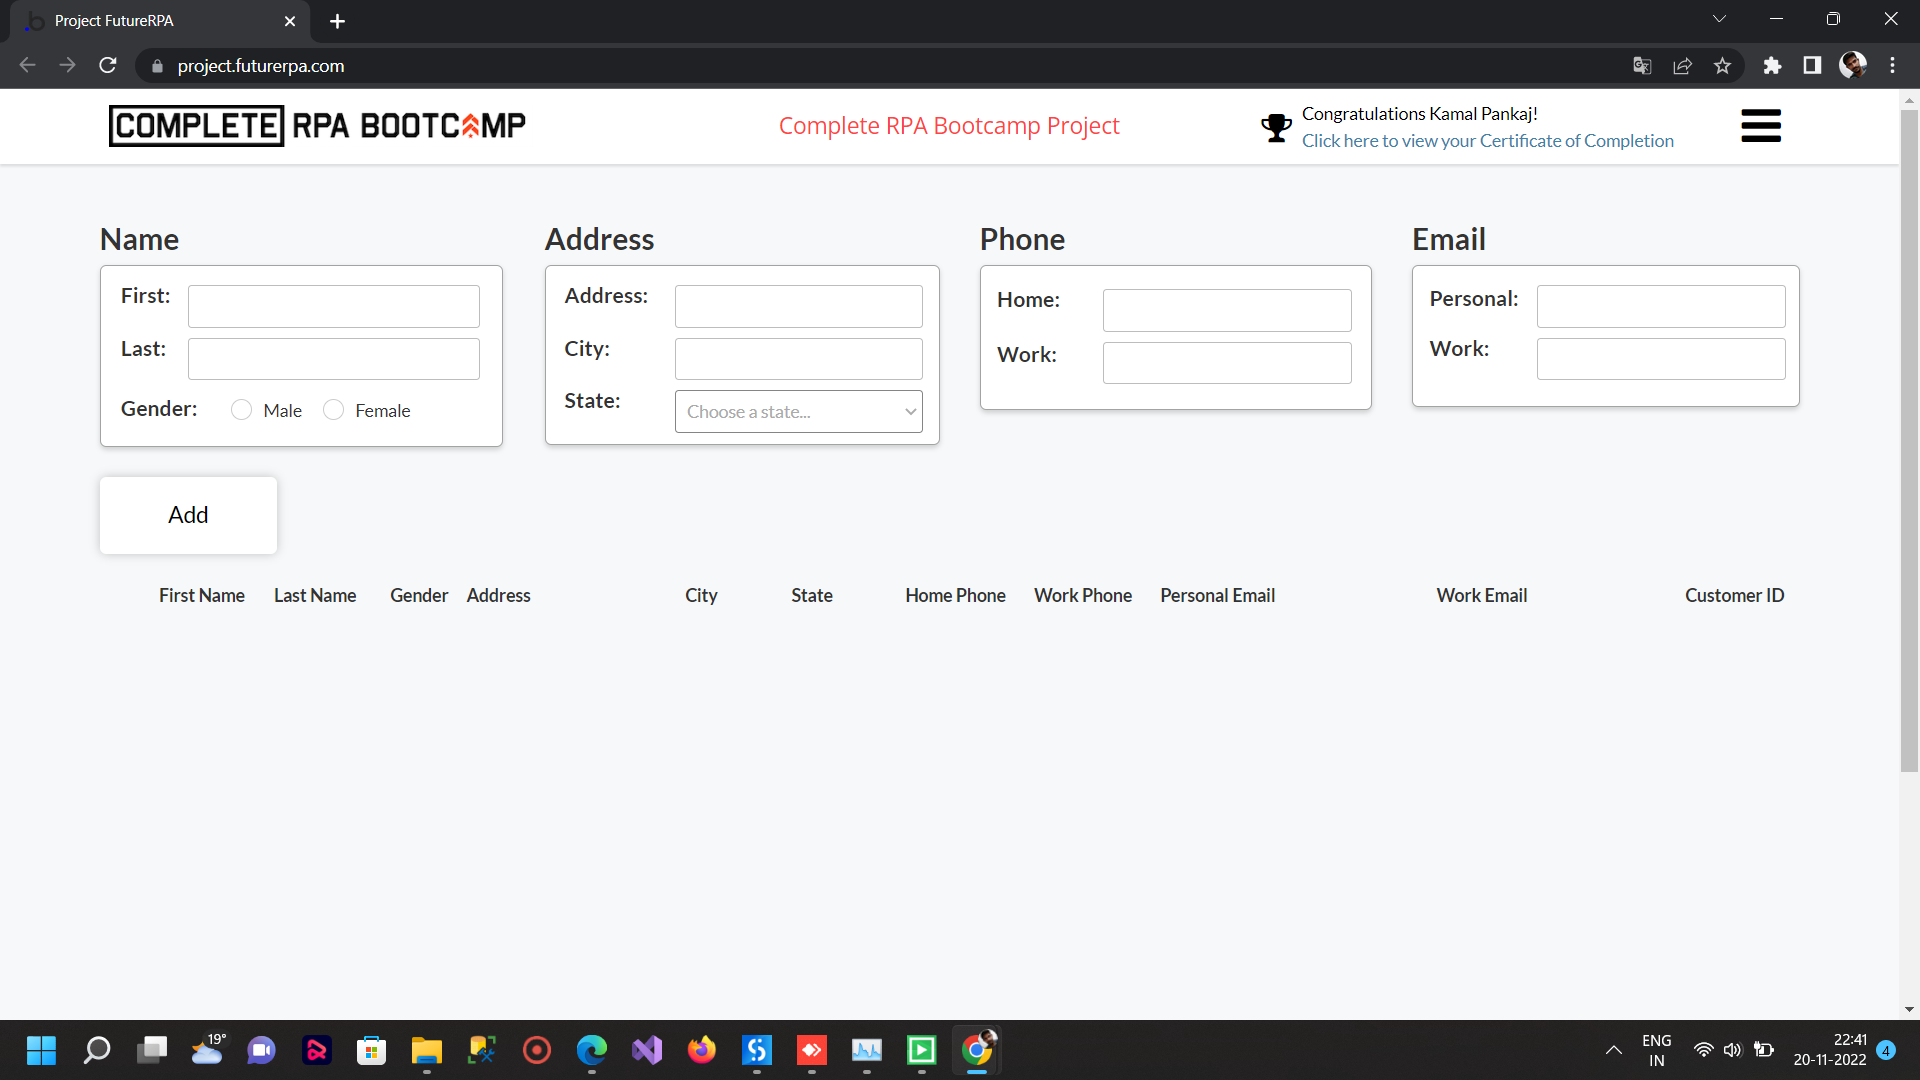 Project FutureRPA
project.futurerpa.com
COMPLETE RPA BOOTCAMP
Complete RPA Bootcamp Project
Congratulations Kamal Pankaj!
Click here to view your Certificate of Completion
Name
Address
Phone
Email
First:
Last:
Gender: Male Female
Address:
City:
State: Choose a state...
Home:
Work:
Personal:
Work:
Add
First Name Last Name Gender Address City State Home Phone Work Phone Personal Email Work Email Customer ID
19°
ENG
IN
22:41
20-11-2022
4